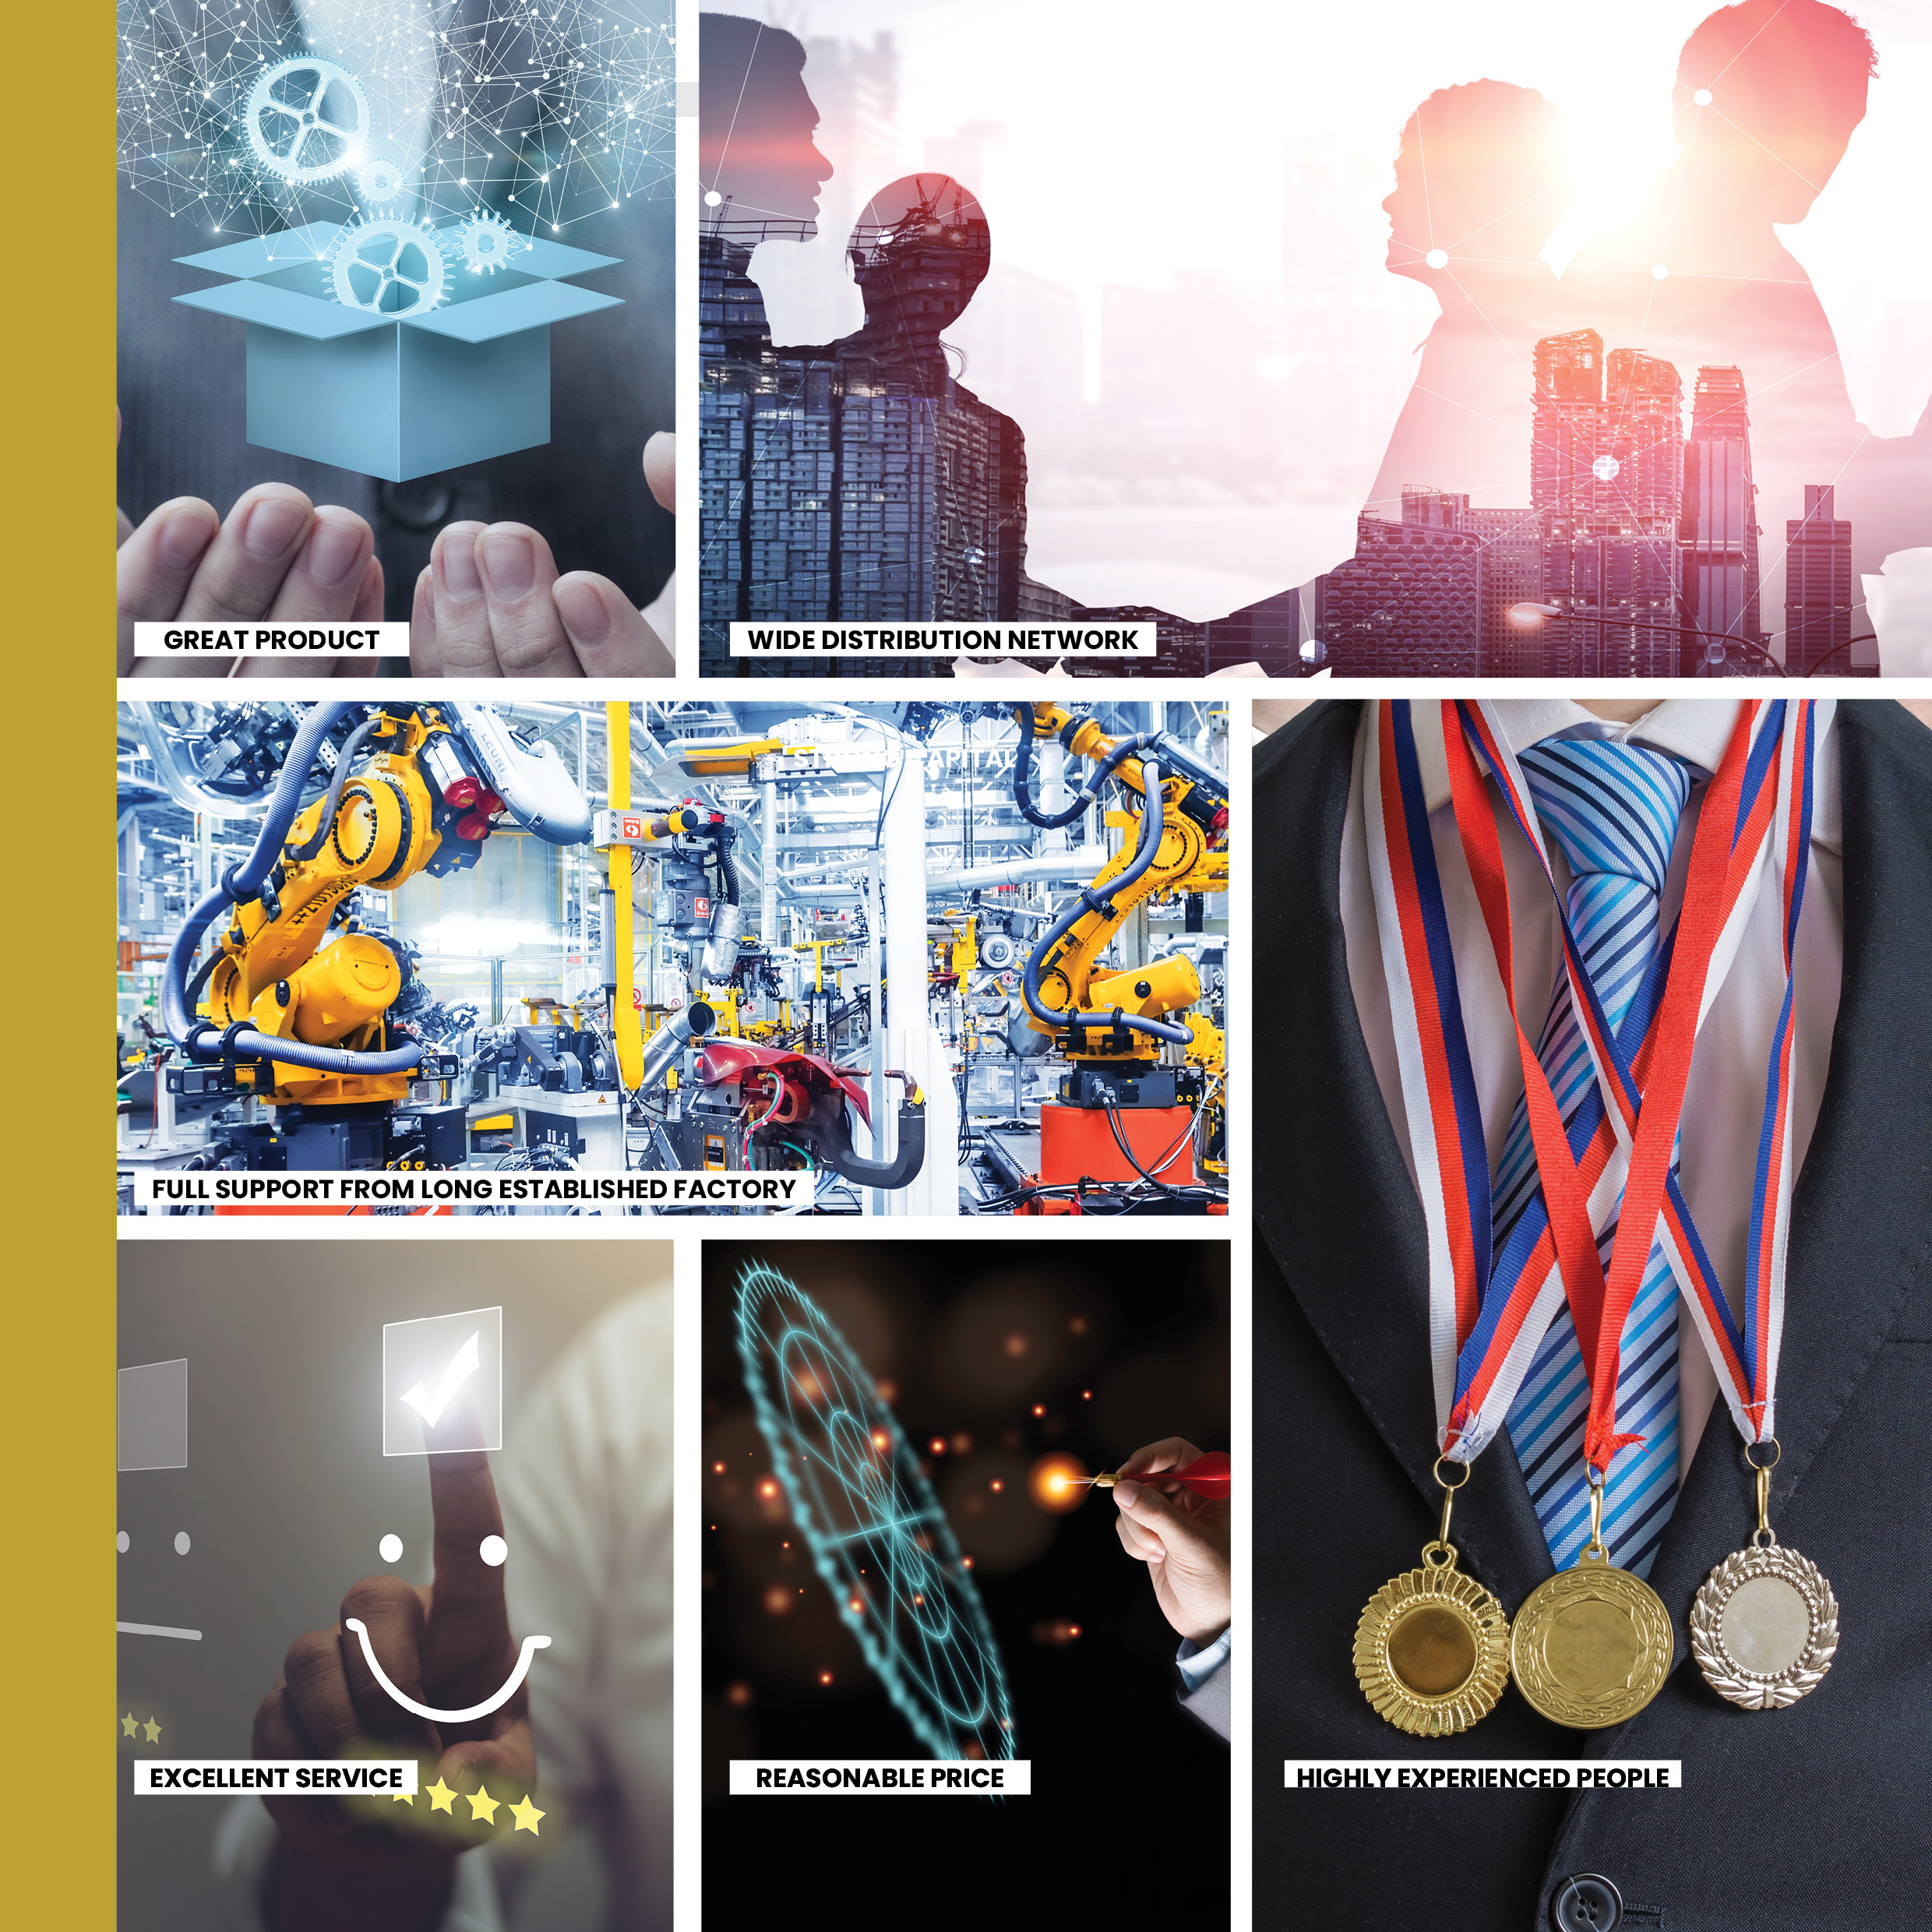 GREAT PRODUCT
WIDE DISTRIBUTION NETWORK
FULL SUPPORT FROM LONG ESTABLISHED FACTORY
EXCELLENT SERVICE
REASONABLE PRICE
HIGHLY EXPERIENCED PEOPLE